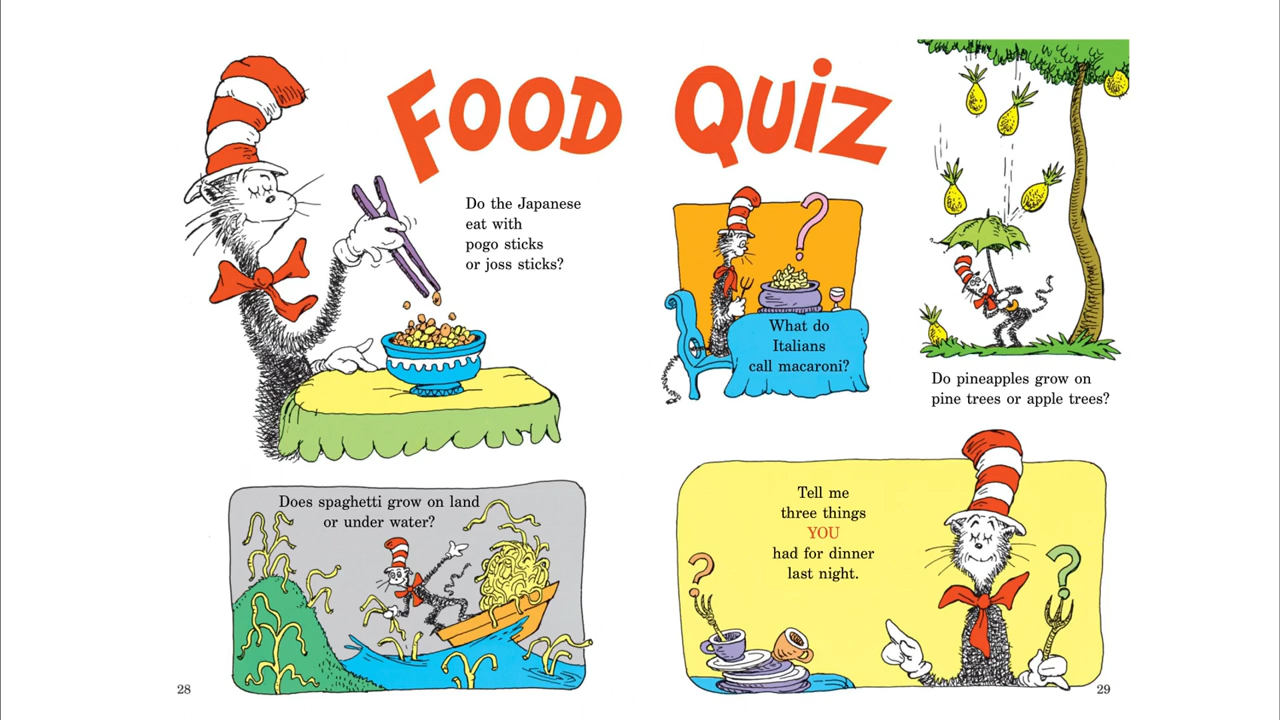 FOOD QUiZ
Do the Japanese
eat with
pogo sticks
or joss sticks?
Does spaghetti grow on land
or under water?
28
What do
Italians
call macaroni?
Do pineapples grow on
pine trees or apple trees?
Tell me
three things
YOU
had for dinner
last night.
29